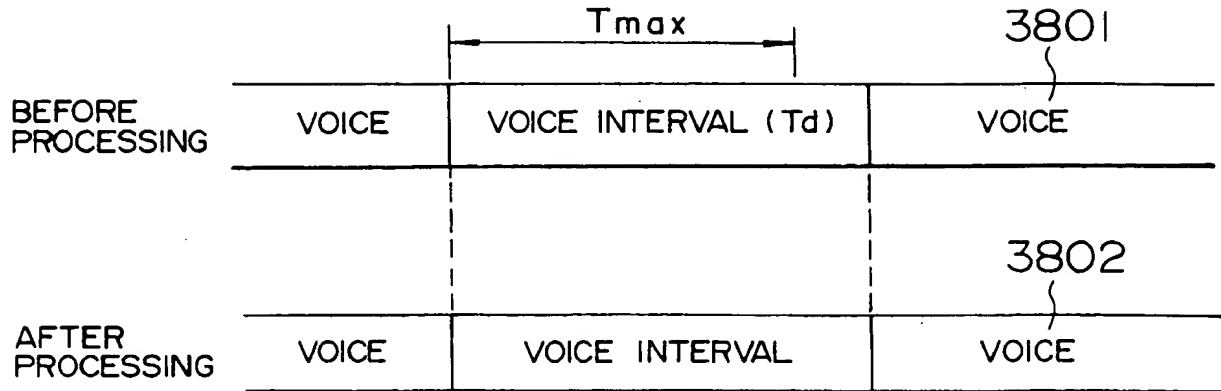 Tmax
3801
BEFORE
PROCESSING
VOICE
VOICE INTERVAL (Td)
VOICE
3802
AFTER
PROCESSING
VOICE
VOICE INTERVAL
VOICE